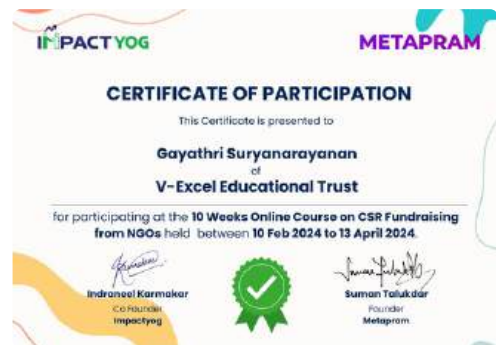 IMPACTYOG
METAPRAM
CERTIFICATE OF PARTICIPATION
This Certificate is presented to
Gayathri Suryanarayanan
of
V-Excel Educational Trust
for participating at the 10 Weeks Online Course on CSR Fundraising
from NGOs held between 10 Feb 2024 to 13 April 2024.
Indraneel Karmakar
Suman Talukdar
Co Founder
Founder
Impactyog
Metapram